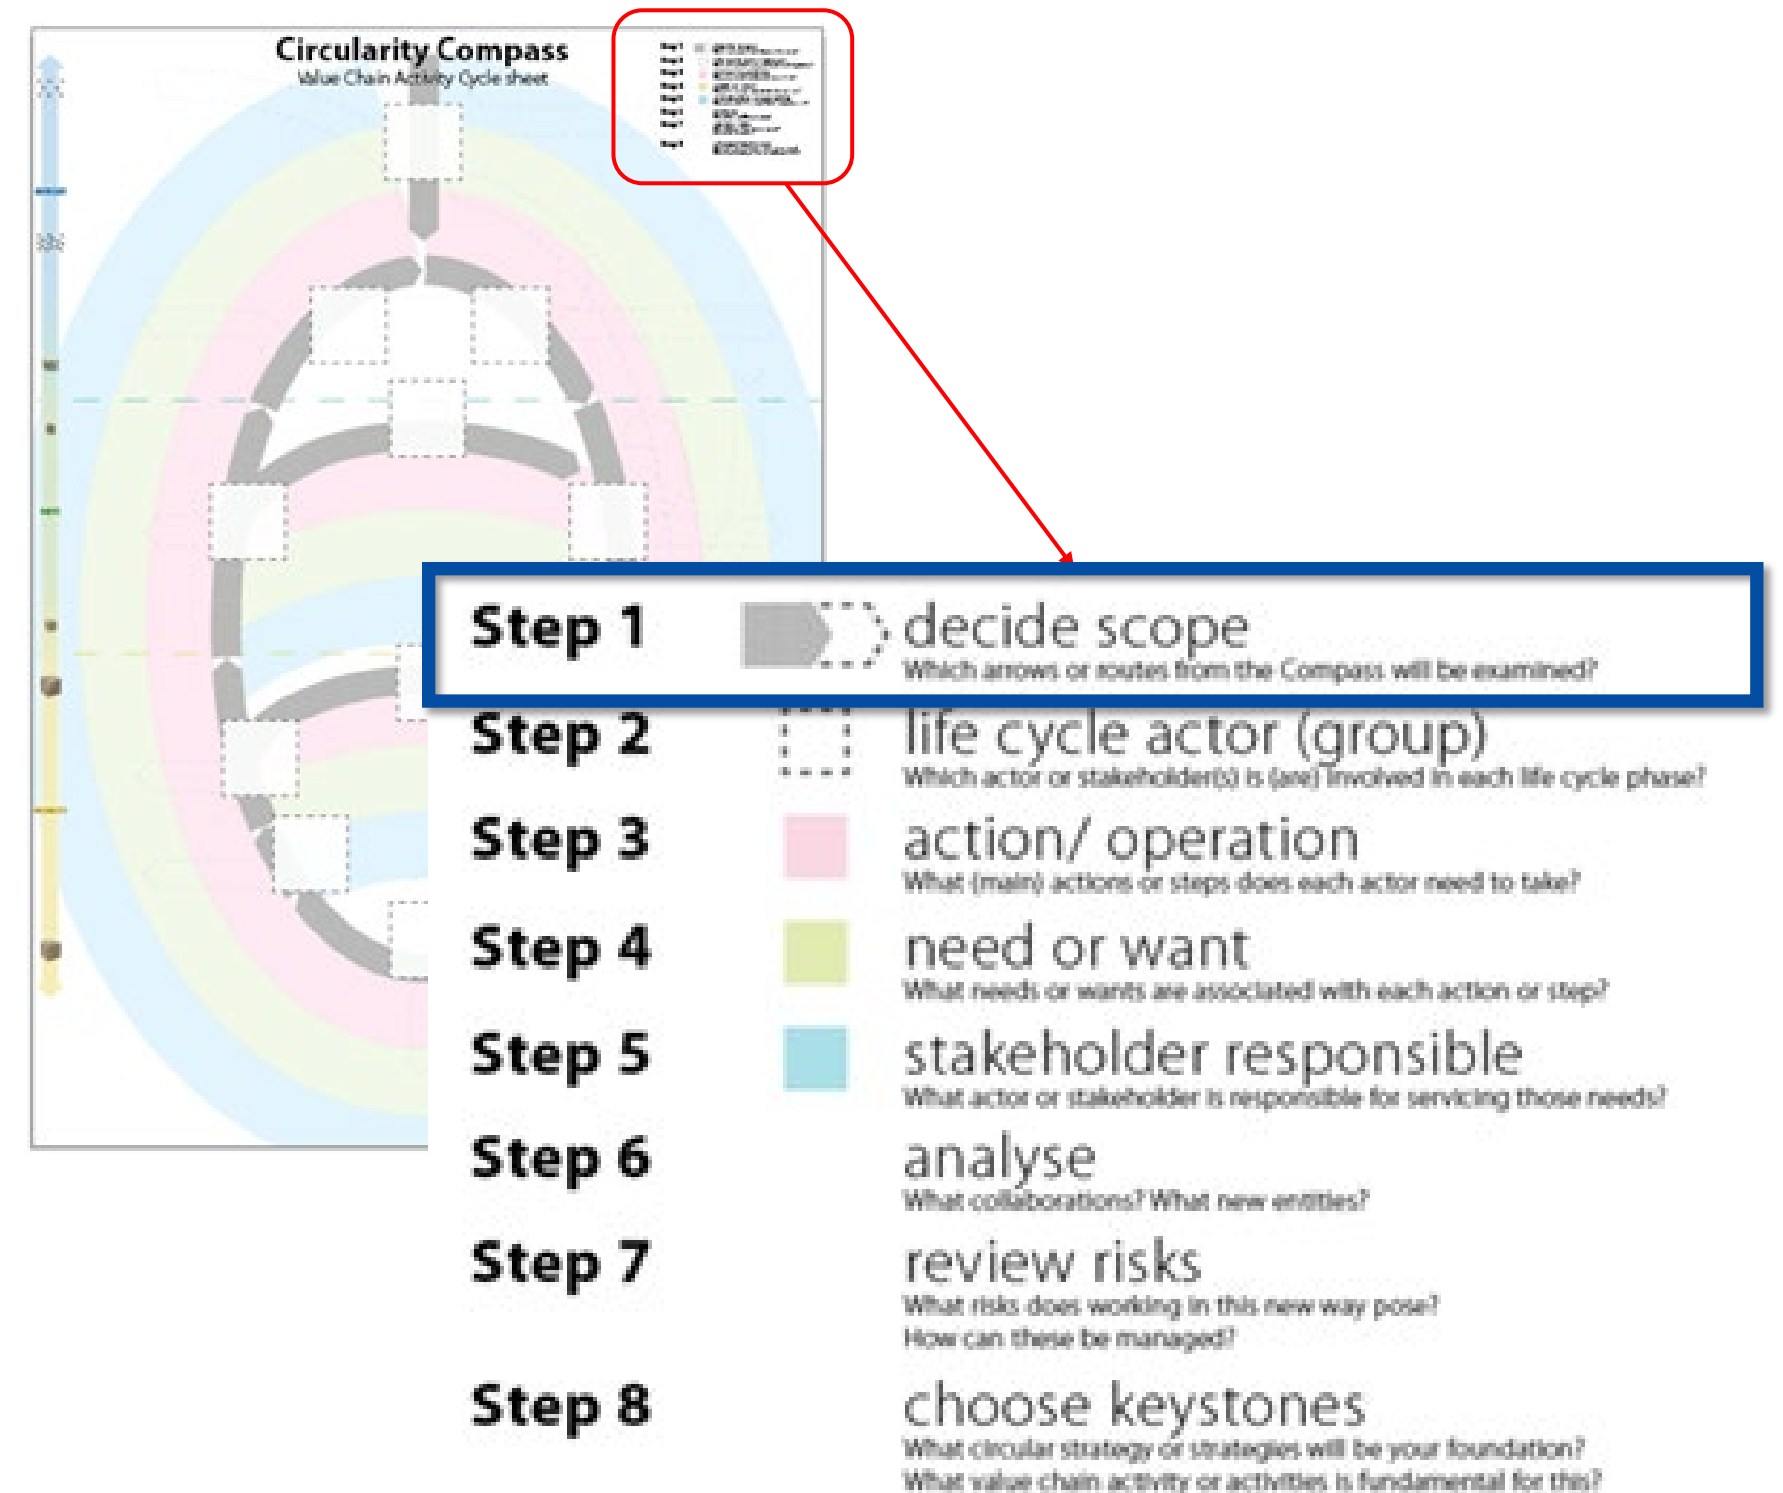 Circularity Compass
Value Chain Activity Cycle sheet
Step 1
decide scope
Which arrows or routes from the Compass will be examined?
Step 2
life cycle actor (group)
Which actor or stakeholder(s) is (are) involved in each life cycle phase?
Step 3
action/ operation
What (main) actions or steps does each actor need to take?
Step 4
need or want
What needs or wants are associated with each action or step?
Step 5
stakeholder responsible
What actor or stakeholder is responsible for servicing those needs?
Step 6
analyse
What collaborations? What new entities?
Step 7
review risks
What risks does working in this new way pose?
How can these be managed?
Step 8
choose keystones
What circular strategy or strategies will be your foundation?
What value chain activity or activities is fundamental for this?